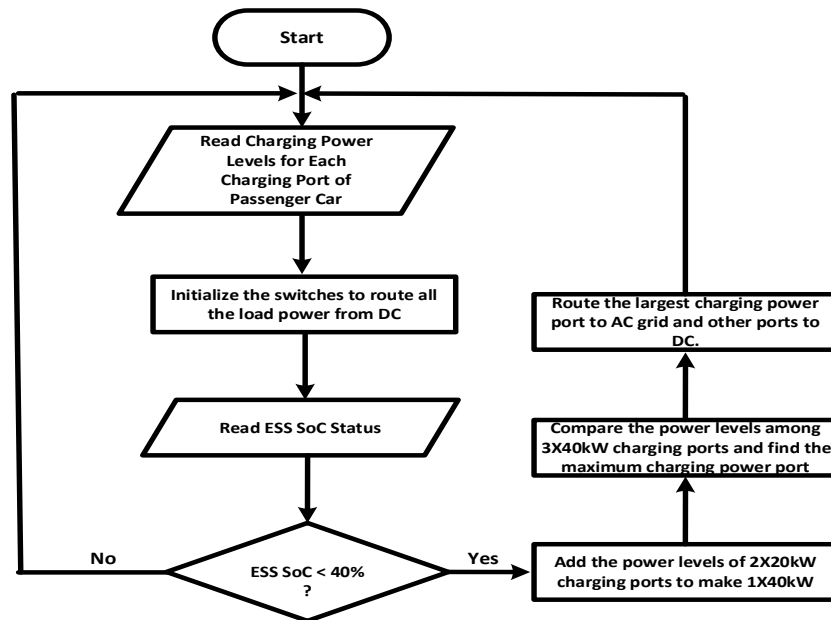 Start
Read Charging Power
Levels for Each
Charging Port of
Passenger Car
Initialize the switches to route all
the load power from DC
Read ESS SoC Status
ESS SoC < 40%
?
No
Yes
Add the power levels of 2X20kW
charging ports to make 1X40kW
Compare the power levels among
3X40kW charging ports and find the
maximum charging power port
Route the largest charging power
port to AC grid and other ports to
DC.